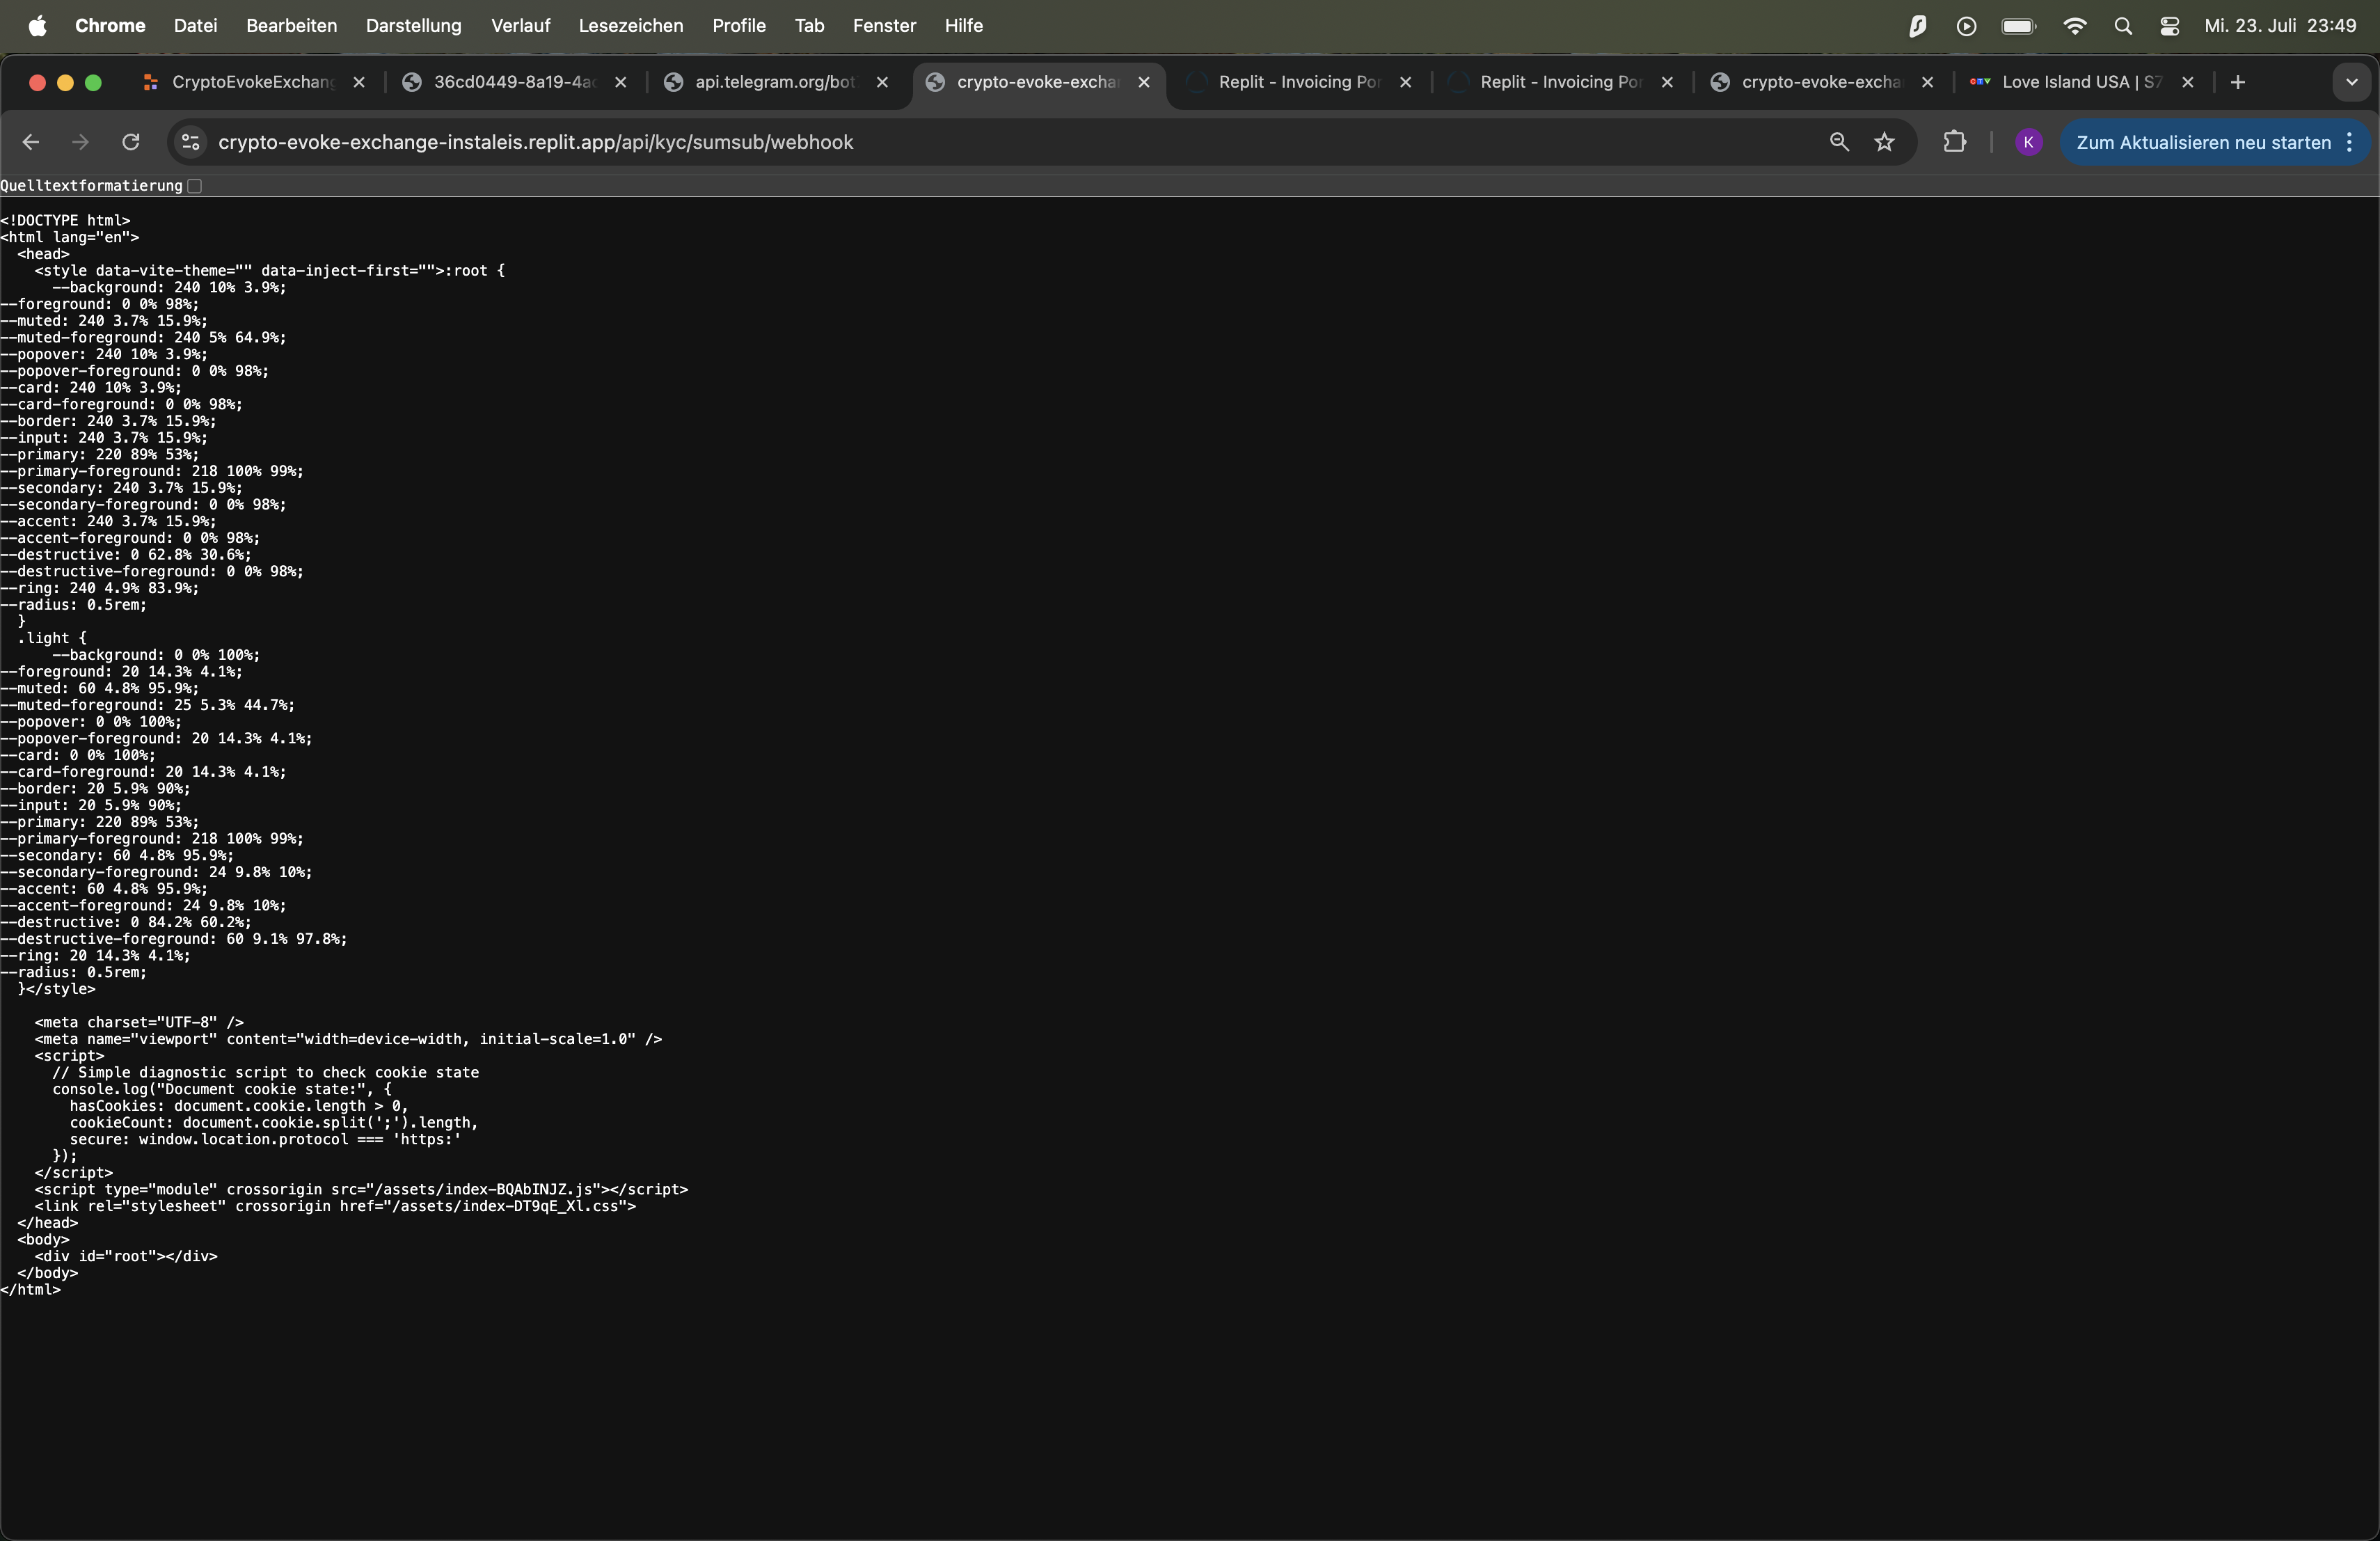 Chrome Datei Bearbeiten Darstellung Verlauf Lesezeichen Profile Tab Fenster Hilfe Mi. 23. Juli 23:49
CryptoEvokeExchang 36cd0449-8a19-4ac api.telegram.org/bot crypto-evoke-excha Replit - Invoicing Por Replit - Invoicing Por crypto-evoke-excha Love Island USA | S7
crypto-evoke-exchange-instaleis.replit.app/api/kyc/sumsub/webhook K Zum Aktualisieren neu starten
Quelltextformatierung
<!DOCTYPE html>
<html lang="en">
  <head>
    <style data-vite-theme="" data-inject-first="">:root {
      --background: 240 10% 3.9%;
--foreground: 0 0% 98%;
--muted: 240 3.7% 15.9%;
--muted-foreground: 240 5% 64.9%;
--popover: 240 10% 3.9%;
--popover-foreground: 0 0% 98%;
--card: 240 10% 3.9%;
--card-foreground: 0 0% 98%;
--border: 240 3.7% 15.9%;
--input: 240 3.7% 15.9%;
--primary: 220 89% 53%;
--primary-foreground: 218 100% 99%;
--secondary: 240 3.7% 15.9%;
--secondary-foreground: 0 0% 98%;
--accent: 240 3.7% 15.9%;
--accent-foreground: 0 0% 98%;
--destructive: 0 62.8% 30.6%;
--destructive-foreground: 0 0% 98%;
--ring: 240 4.9% 83.9%;
--radius: 0.5rem;
  }
  .light {
      --background: 0 0% 100%;
--foreground: 20 14.3% 4.1%;
--muted: 60 4.8% 95.9%;
--muted-foreground: 25 5.3% 44.7%;
--popover: 0 0% 100%;
--popover-foreground: 20 14.3% 4.1%;
--card: 0 0% 100%;
--card-foreground: 20 14.3% 4.1%;
--border: 20 5.9% 90%;
--input: 20 5.9% 90%;
--primary: 220 89% 53%;
--primary-foreground: 218 100% 99%;
--secondary: 60 4.8% 95.9%;
--secondary-foreground: 24 9.8% 10%;
--accent: 60 4.8% 95.9%;
--accent-foreground: 24 9.8% 10%;
--destructive: 0 84.2% 60.2%;
--destructive-foreground: 60 9.1% 97.8%;
--ring: 20 14.3% 4.1%;
--radius: 0.5rem;
  }</style>
    <meta charset="UTF-8" />
    <meta name="viewport" content="width=device-width, initial-scale=1.0" />
    <script>
      // Simple diagnostic script to check cookie state
      console.log("Document cookie state:", {
        hasCookies: document.cookie.length > 0,
        cookieCount: document.cookie.split(';').length,
        secure: window.location.protocol === 'https:'
      });
    </script>
    <script type="module" crossorigin src="/assets/index-BQAbINJZ.js"></script>
    <link rel="stylesheet" crossorigin href="/assets/index-DT9qE_Xl.css">
  </head>
  <body>
    <div id="root"></div>
  </body>
</html>